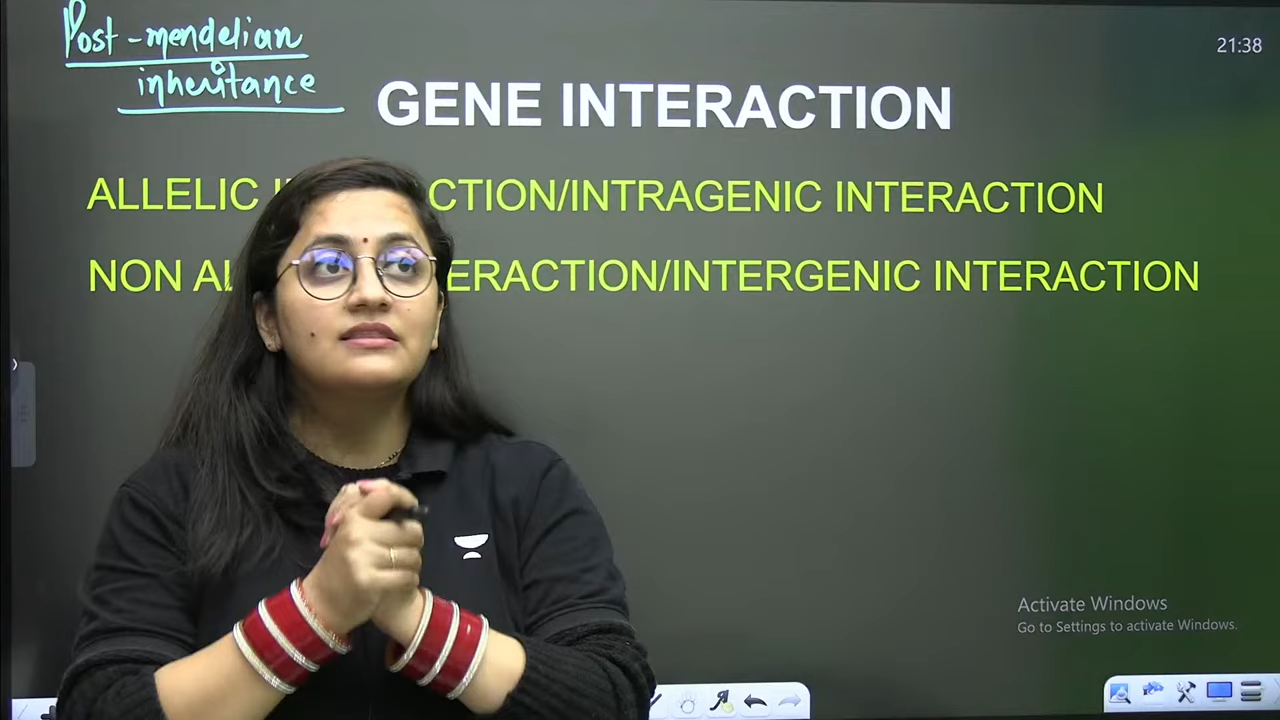 Post-mendelian
inheritance
21:38
GENE INTERACTION
ALLELIC I CTION/INTRAGENIC INTERACTION
NON AL ERACTION/INTERGENIC INTERACTION
Activate Windows
Go to Settings to activate Windows.